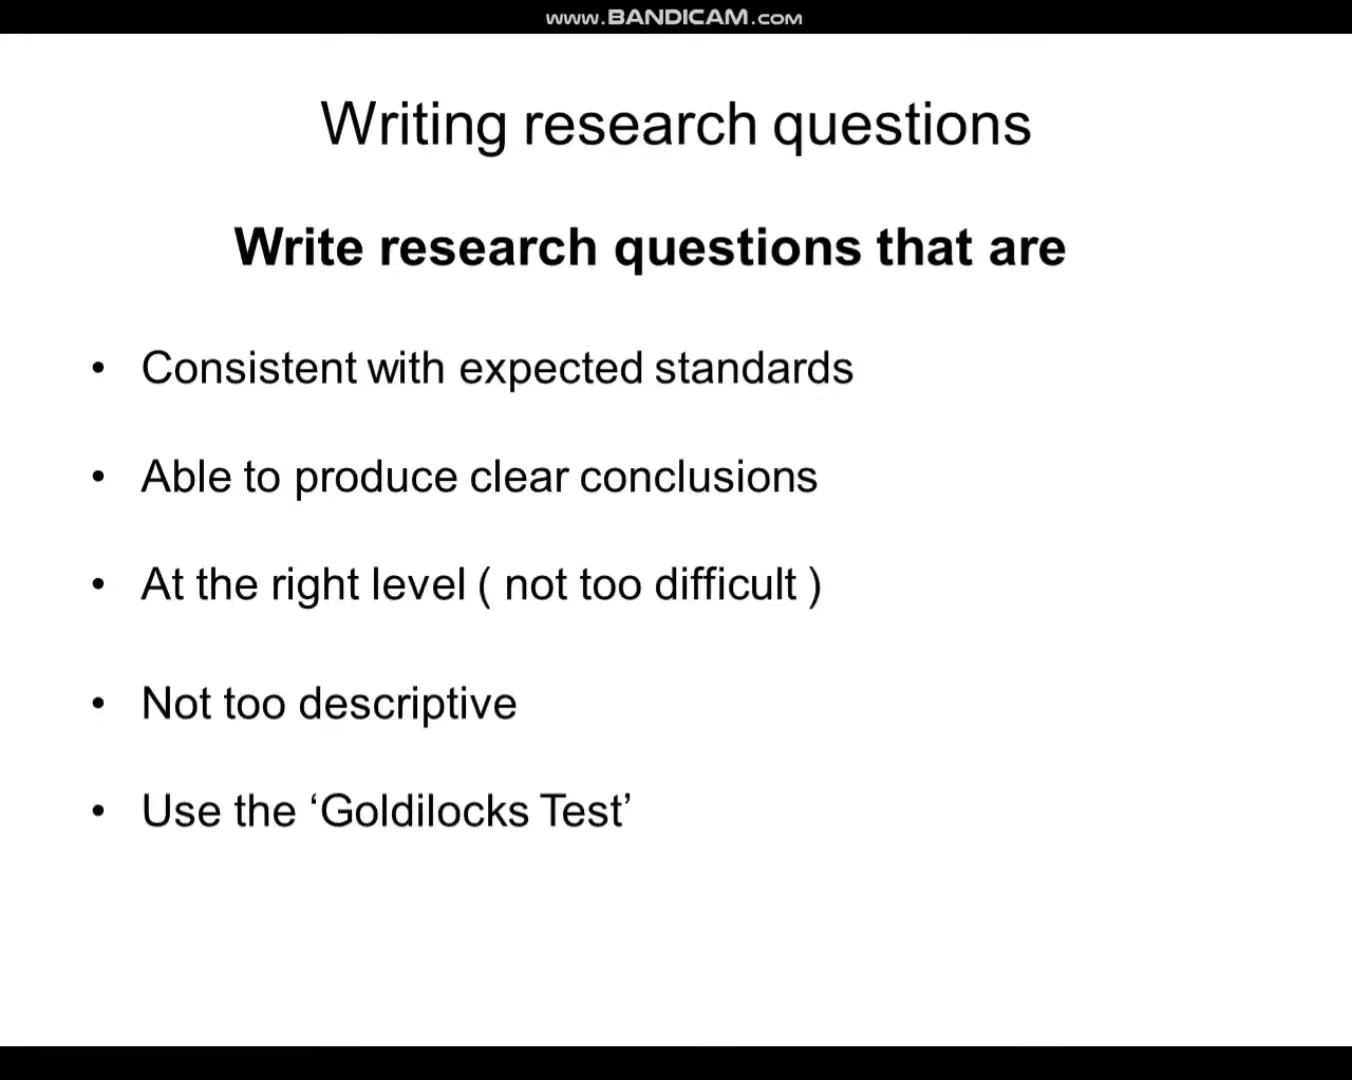 www.BANDICAM.com
Writing research questions
Write research questions that are
• Consistent with expected standards
• Able to produce clear conclusions
• At the right level ( not too difficult )
• Not too descriptive
• Use the ‘Goldilocks Test’